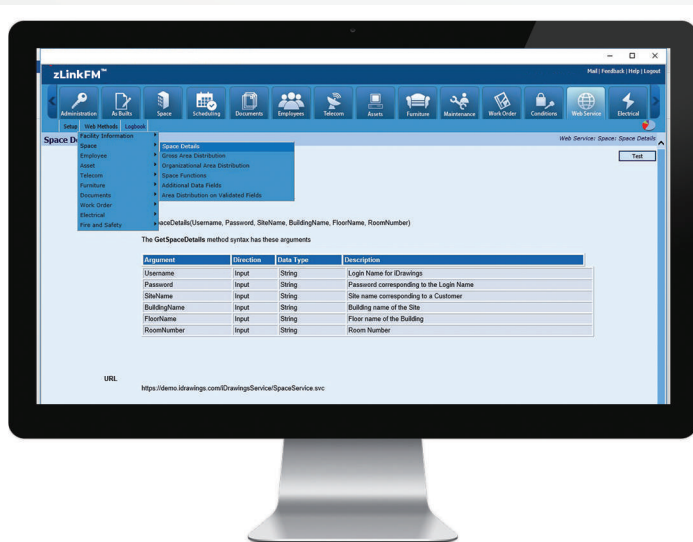 zLinkFM™
Mail | Feedback | Help | Logout
Administration
As Builts
Space
Scheduling
Documents
Employees
Telecom
Assets
Furniture
Maintenance
Work Order
Conditions
Web Service
Electrical
Setup Web Methods Logbook
Space De
Web Service: Space: Space Details
Test
Facility Information
Space
Employee
Asset
Telecom
Furniture
Documents
Work Order
Electrical
Fire and Safety
Space Details
Gross Area Distribution
Organizational Area Distribution
Space Functions
Additional Data Fields
Area Distribution on Validated Fields
paceDetails(Username, Password, SiteName, BuildingName, FloorName, RoomNumber)
The GetSpaceDetails method syntax has these arguments
Argument Direction Data Type Description
Username Input String Login Name for iDrawings
Password Input String Password corresponding to the Login Name
SiteName Input String Site name corresponding to a Customer
BuildingName Input String Building name of the Site
FloorName Input String Floor name of the Building
RoomNumber Input String Room Number
URL
https://demo.idrawings.com/IDrawingsService/SpaceService.svc